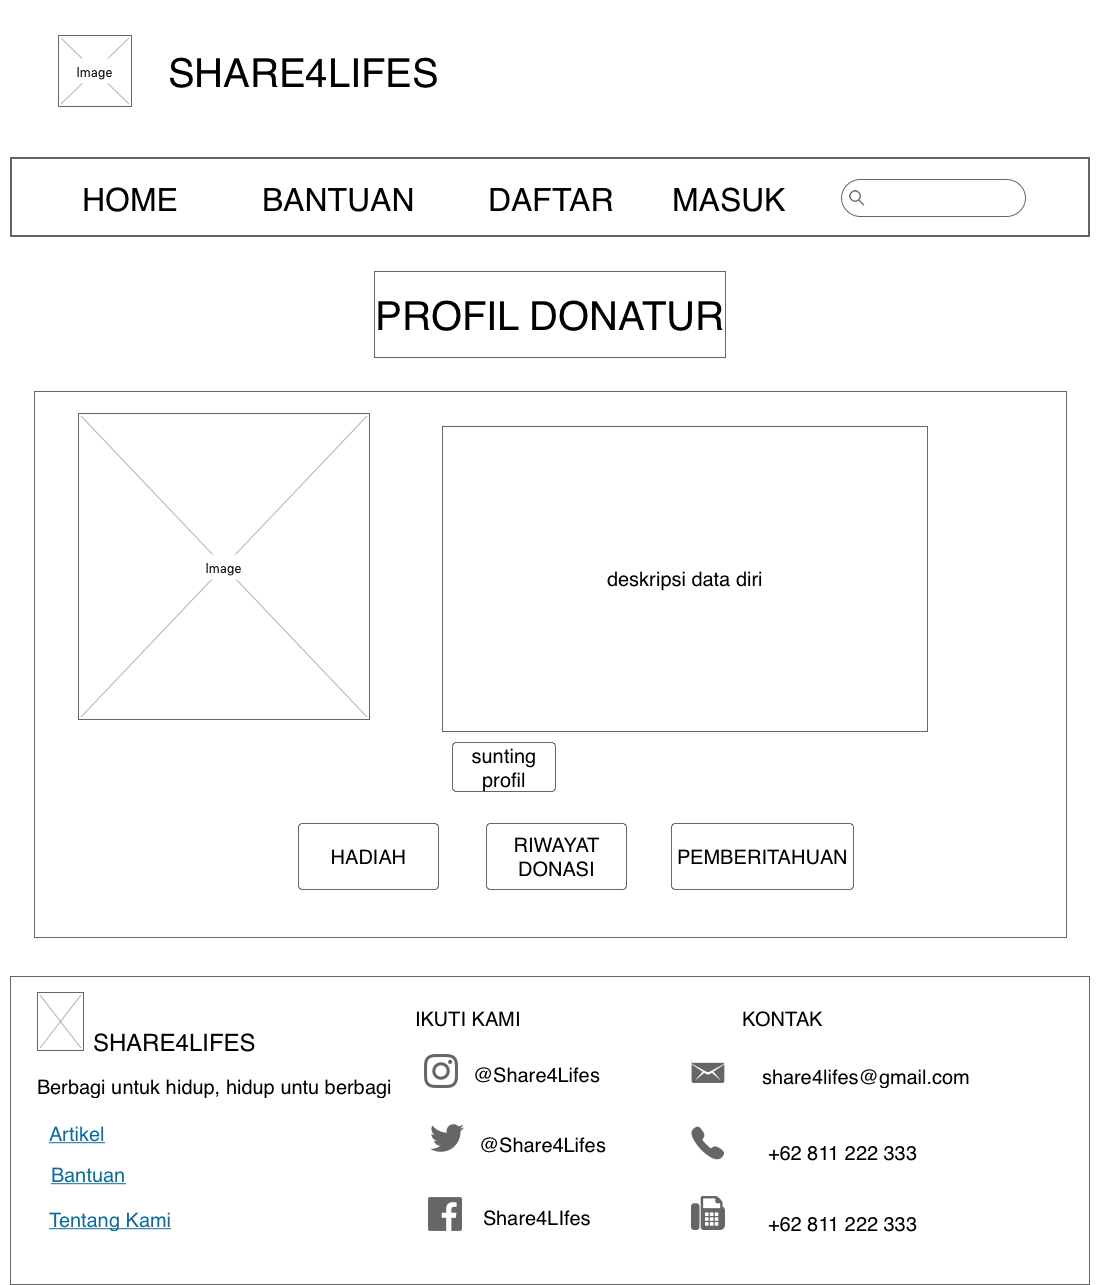 Image
SHARE4LIFES
HOME
BANTUAN
DAFTAR
MASUK
PROFIL DONATUR
Image
deskripsi data diri
sunting
profil
HADIAH
RIWAYAT
DONASI
PEMBERITAHUAN
SHARE4LIFES
Berbagi untuk hidup, hidup untu berbagi
Artikel
Bantuan
Tentang Kami
IKUTI KAMI
@Share4Lifes
@Share4Lifes
Share4LIfes
KONTAK
share4lifes@gmail.com
+62 811 222 333
+62 811 222 333